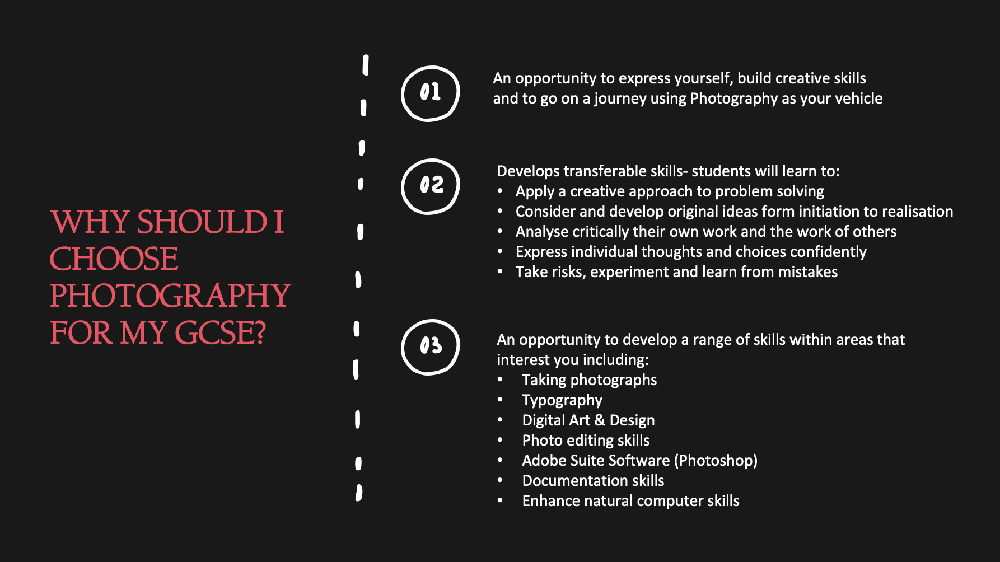 WHY SHOULD I
CHOOSE
PHOTOGRAPHY
FOR MY GCSE?
01
An opportunity to express yourself, build creative skills
and to go on a journey using Photography as your vehicle
02
Develops transferable skills- students will learn to:
• Apply a creative approach to problem solving
• Consider and develop original ideas form initiation to realisation
• Analyse critically their own work and the work of others
• Express individual thoughts and choices confidently
• Take risks, experiment and learn from mistakes
03
An opportunity to develop a range of skills within areas that
interest you including:
• Taking photographs
• Typography
• Digital Art & Design
• Photo editing skills
• Adobe Suite Software (Photoshop)
• Documentation skills
• Enhance natural computer skills